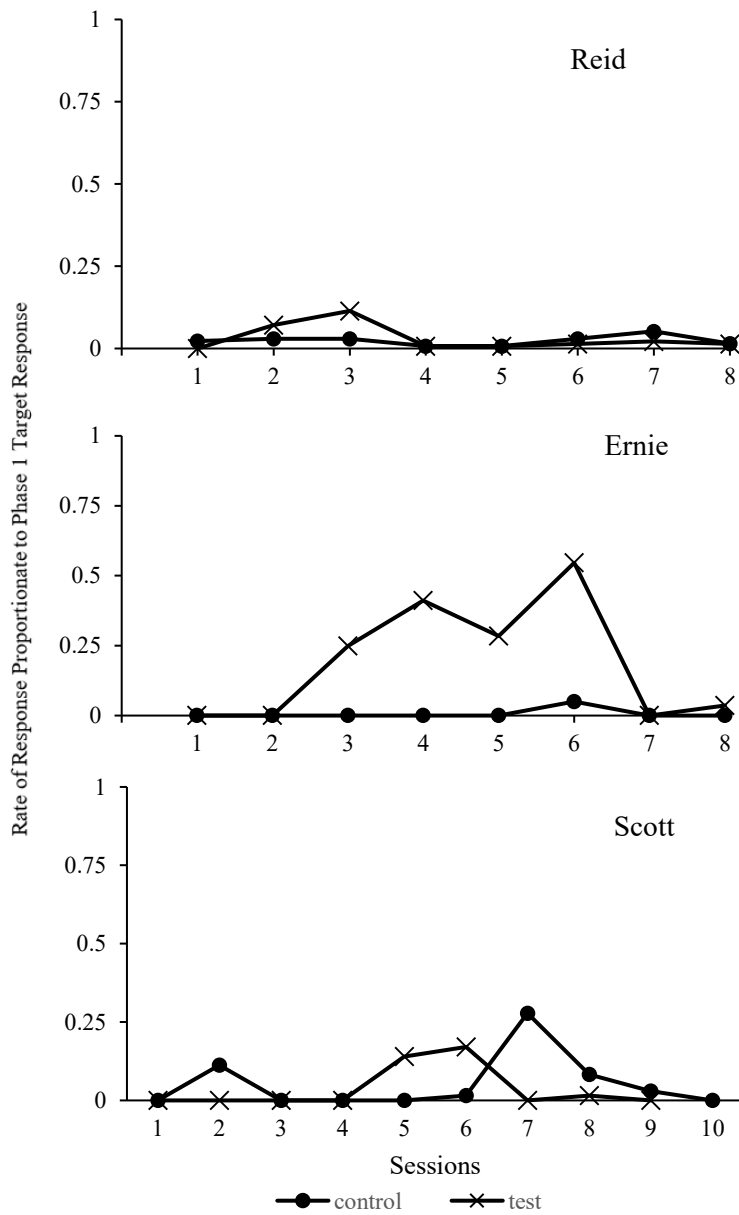 Rate of Response Proportionate to Phase 1 Target Response
Reid
1
0.75
0.5
0.25
0
1 2 3 4 5 6 7 8
Ernie
1
0.75
0.5
0.25
0
1 2 3 4 5 6 7 8
Scott
1
0.75
0.5
0.25
0
1 2 3 4 5 6 7 8 9 10
Sessions
control test